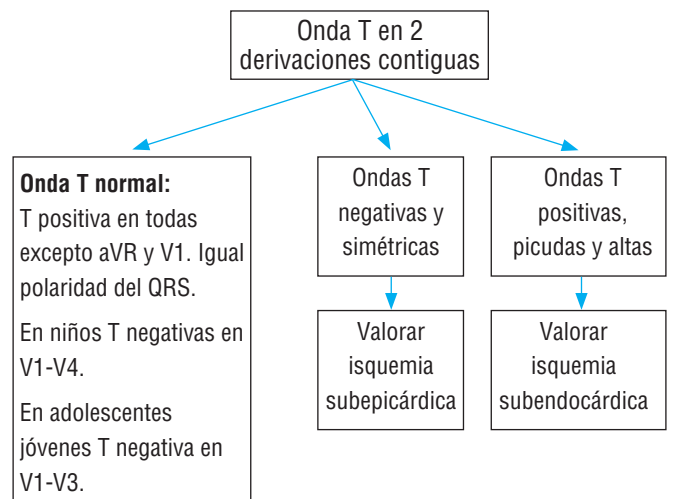 Onda T en 2
derivaciones contiguas
Onda T normal:
T positiva en todas
excepto aVR y V1. Igual
polaridad del QRS.
En niños T negativas en
V1-V4.
En adolescentes
jóvenes T negativa en
V1-V3.
Ondas T
negativas y
simétricas
Valorar
isquemia
subepicárdica
Ondas T
positivas,
picudas y altas
Valorar
isquemia
subendocárdica